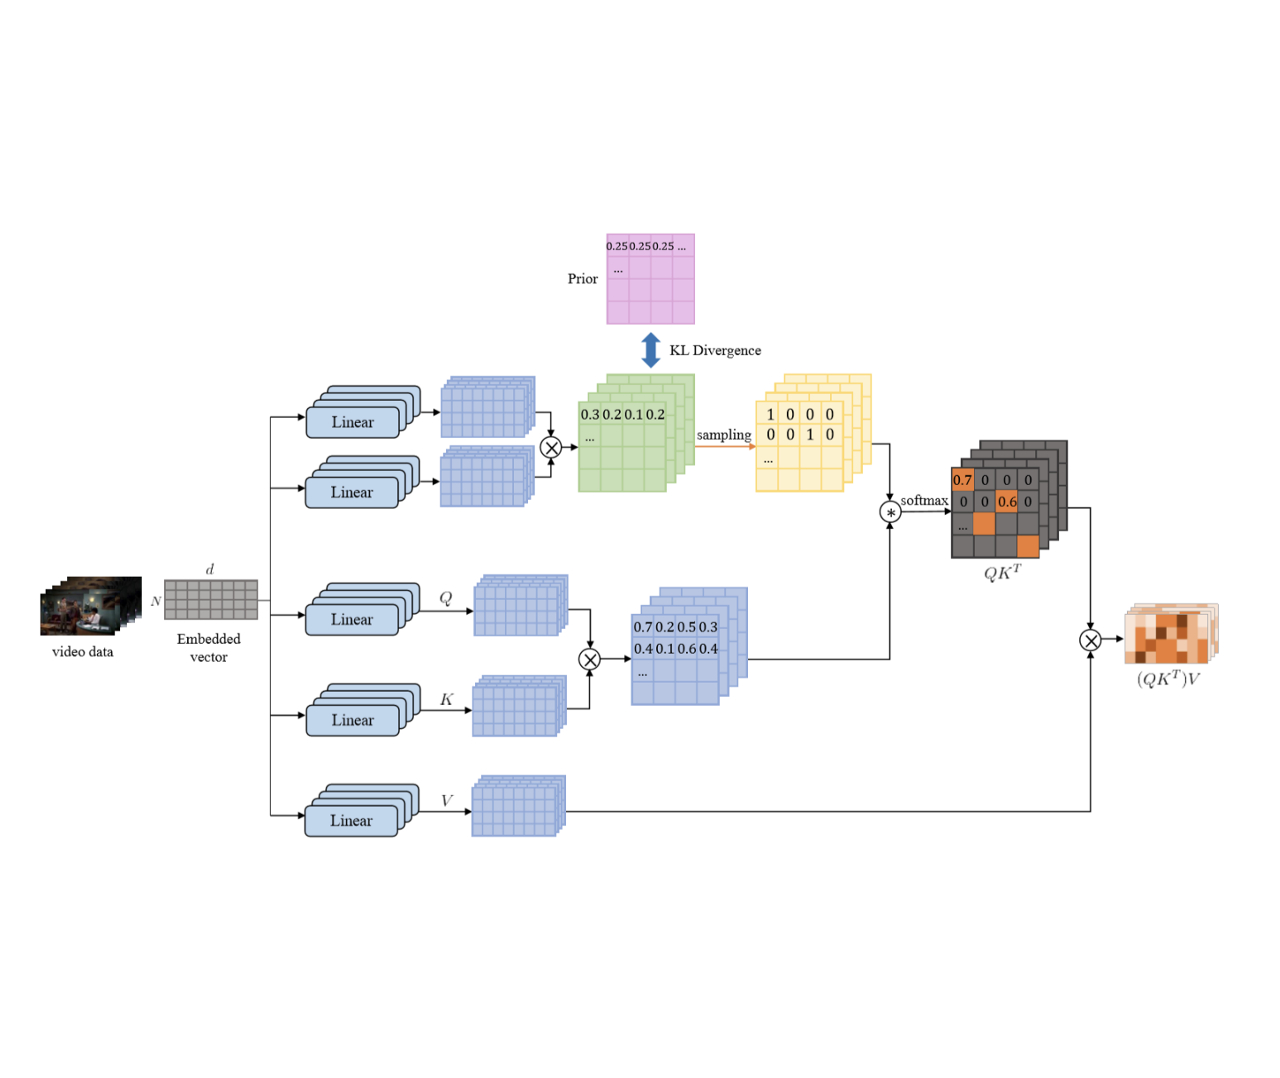 0.25 0.25 0.25 ...
...
Prior
KL Divergence
Linear
Linear
0.3 0.2 0.1 0.2
...
sampling
1 0 0 0
0 0 1 0
...
*
softmax
0.7 0 0 0
0 0 0.6 0
...
QK^T
video data
d
N
Embedded
vector
Linear
Q
Linear
K
0.7 0.2 0.5 0.3
0.4 0.1 0.6 0.4
...
(QK^T)V
Linear
V